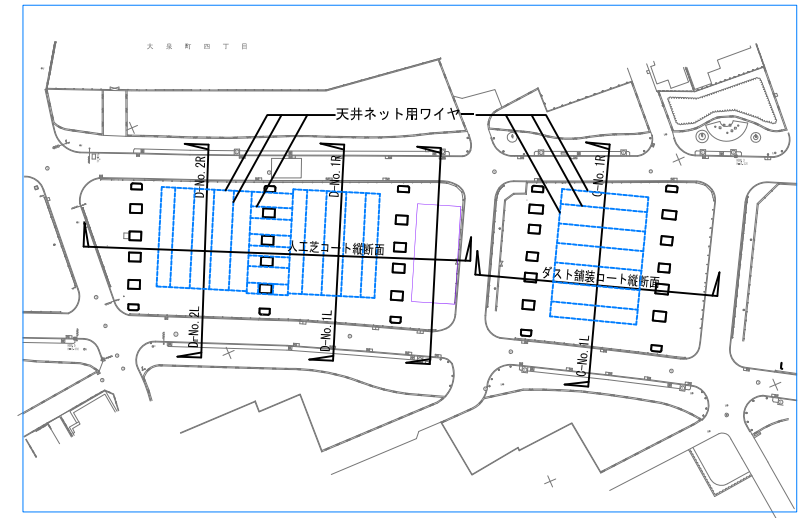 大泉町四丁目
天井ネット用ワイヤー
D-No.2R
D-No.1R
C-No.1R
人工芝コート縦断面
ダスト舗装コート縦断面
D-No.2L
D-No.1L
C-No.1L